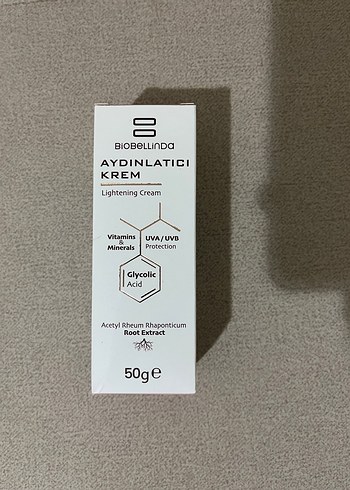 BIOBELLINDA
AYDINLATICI
KREM
Lightening Cream
Vitamins
&
Minerals
UVA / UVB
Protection
Glycolic
Acid
Acetyl Rheum Rhaponticum
Root Extract
50g e